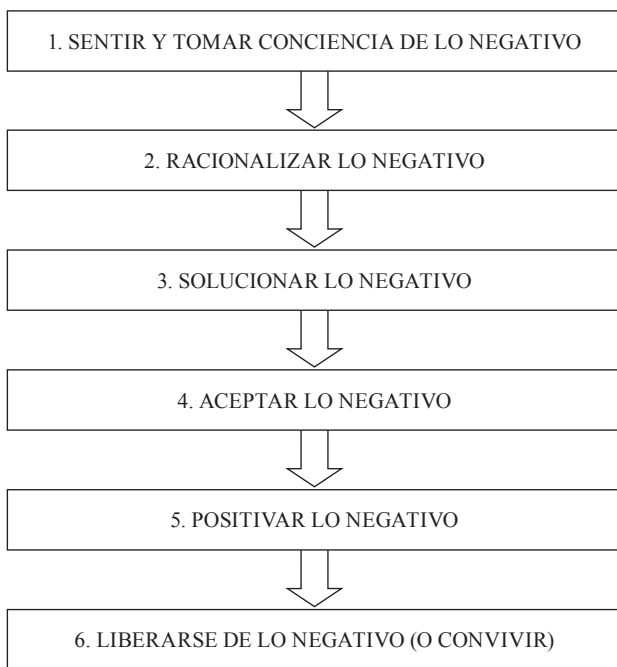 1. SENTIR Y TOMAR CONCIENCIA DE LO NEGATIVO
2. RACIONALIZAR LO NEGATIVO
3. SOLUCIONAR LO NEGATIVO
4. ACEPTAR LO NEGATIVO
5. POSITIVAR LO NEGATIVO
6. LIBERARSE DE LO NEGATIVO (O CONVIVIR)